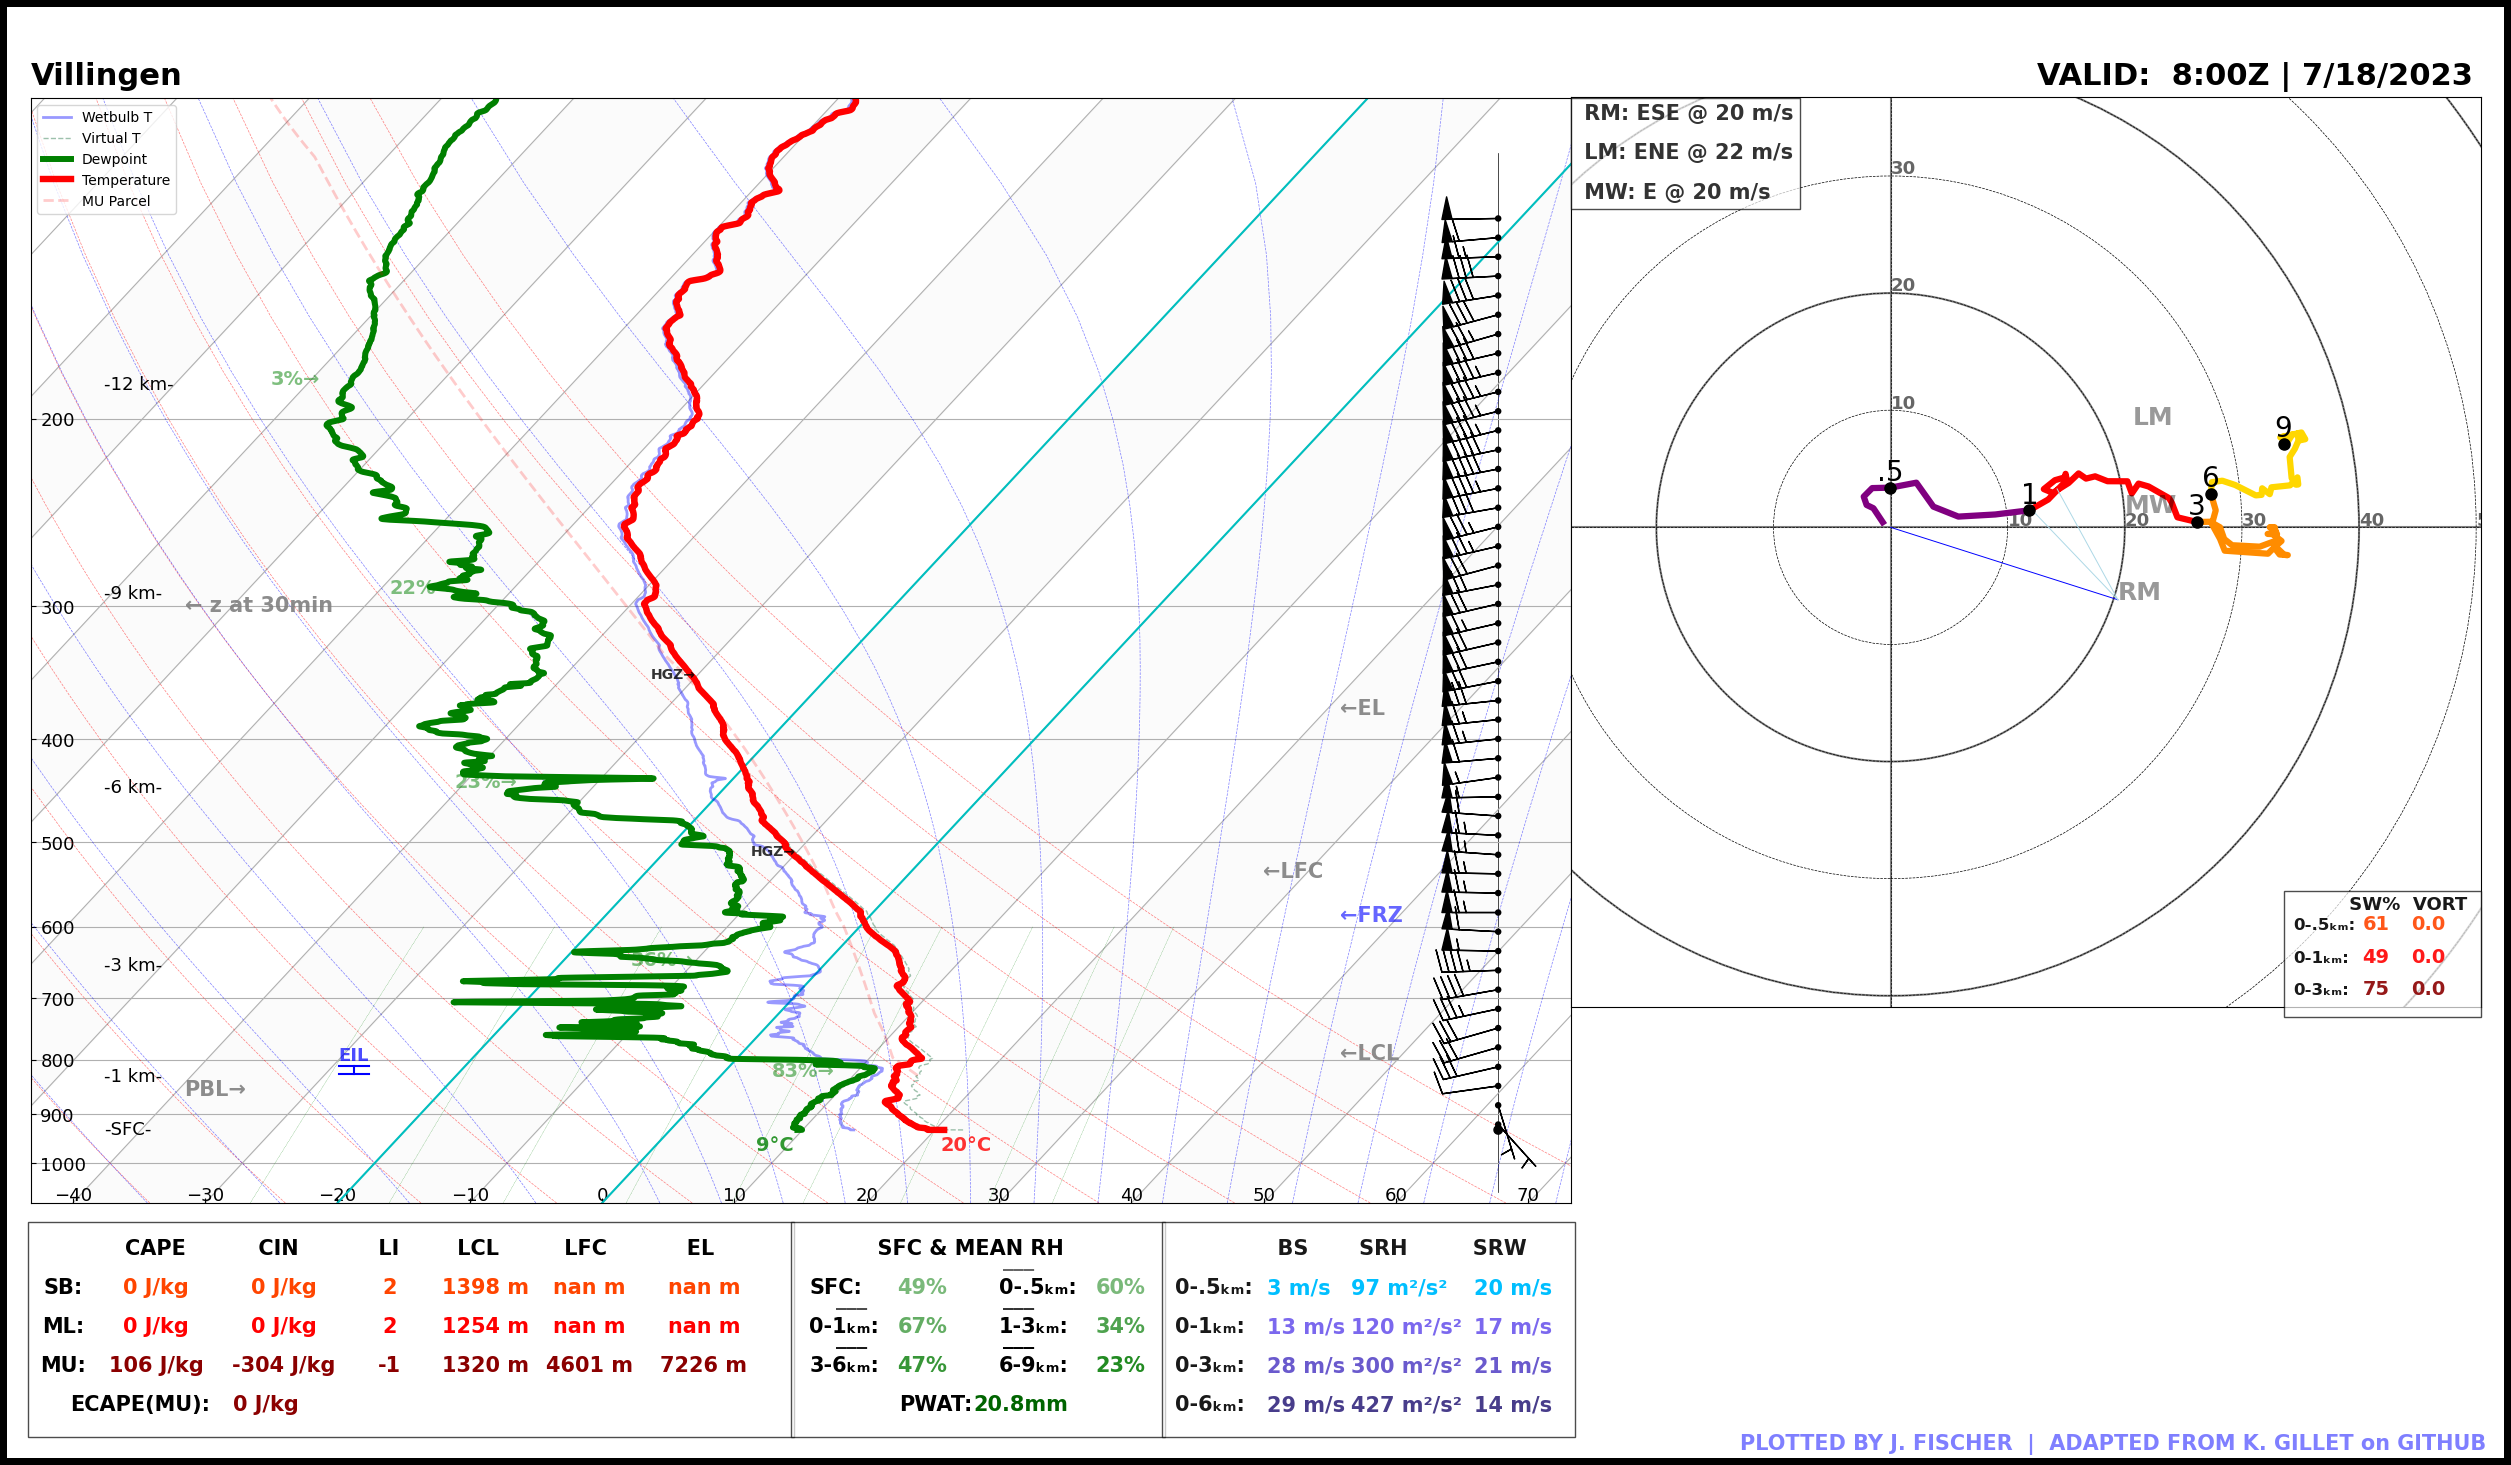 Villingen
VALID: 8:00Z | 7/18/2023
Wetbulb T
Virtual T
Dewpoint
Temperature
MU Parcel
RM: ESE @ 20 m/s
LM: ENE @ 22 m/s
MW: E @ 20 m/s
30
20
10
LM
9
6
.5
1
3
MW
10
20
30
40
RM
3%→
-12 km-
200
22%
-9 km-
← z at 30min
300
HGZ→
←EL
400
23%→
-6 km-
500
HGZ→
←LFC
←FRZ
600
36%→
-3 km-
700
←LCL
800
EIL
83%→
-1 km-
PBL→
900
-SFC-
9°C
20°C
1000
−40 −30 −20 −10 0 10 20 30 40 50 60 70
SW% VORT
0-.5ₖₘ: 61 0.0
0-1ₖₘ: 49 0.0
0-3ₖₘ: 75 0.0
CAPE CIN LI LCL LFC EL
SB: 0 J/kg 0 J/kg 2 1398 m nan m nan m
ML: 0 J/kg 0 J/kg 2 1254 m nan m nan m
MU: 106 J/kg -304 J/kg -1 1320 m 4601 m 7226 m
ECAPE(MU): 0 J/kg
SFC & MEAN RH
SFC: 49% 0-.5ₖₘ: 60%
0-1ₖₘ: 67% 1-3ₖₘ: 34%
3-6ₖₘ: 47% 6-9ₖₘ: 23%
PWAT: 20.8mm
BS SRH SRW
0-.5ₖₘ: 3 m/s 97 m²/s² 20 m/s
0-1ₖₘ: 13 m/s 120 m²/s² 17 m/s
0-3ₖₘ: 28 m/s 300 m²/s² 21 m/s
0-6ₖₘ: 29 m/s 427 m²/s² 14 m/s
PLOTTED BY J. FISCHER | ADAPTED FROM K. GILLET on GITHUB